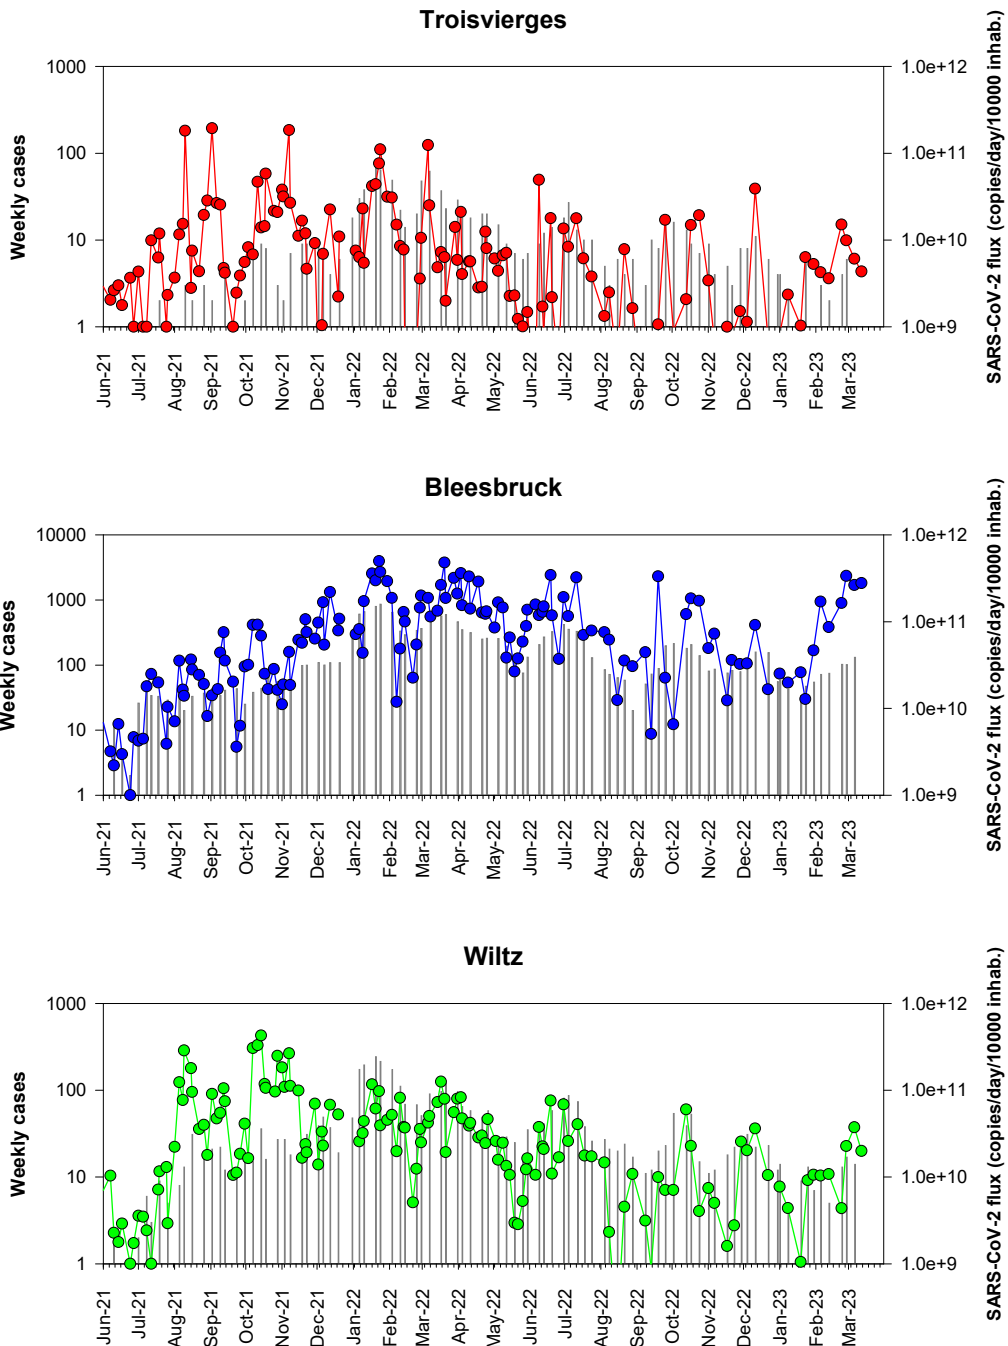 Troisvierges
Weekly cases
SARS-CoV-2 flux (copies/day/10000 inhab.)
1000
100
10
1
1.0e+12
1.0e+11
1.0e+10
1.0e+9
Jun-21
Jul-21
Aug-21
Sep-21
Oct-21
Nov-21
Dec-21
Jan-22
Feb-22
Mar-22
Apr-22
May-22
Jun-22
Jul-22
Aug-22
Sep-22
Oct-22
Nov-22
Dec-22
Jan-23
Feb-23
Mar-23
Bleesbruck
Weekly cases
SARS-CoV-2 flux (copies/day/10000 inhab.)
10000
1000
100
10
1
1.0e+12
1.0e+11
1.0e+10
1.0e+9
Jun-21
Jul-21
Aug-21
Sep-21
Oct-21
Nov-21
Dec-21
Jan-22
Feb-22
Mar-22
Apr-22
May-22
Jun-22
Jul-22
Aug-22
Sep-22
Oct-22
Nov-22
Dec-22
Jan-23
Feb-23
Mar-23
Wiltz
Weekly cases
SARS-CoV-2 flux (copies/day/10000 inhab.)
1000
100
10
1
1.0e+12
1.0e+11
1.0e+10
1.0e+9
Jun-21
Jul-21
Aug-21
Sep-21
Oct-21
Nov-21
Dec-21
Jan-22
Feb-22
Mar-22
Apr-22
May-22
Jun-22
Jul-22
Aug-22
Sep-22
Oct-22
Nov-22
Dec-22
Jan-23
Feb-23
Mar-23